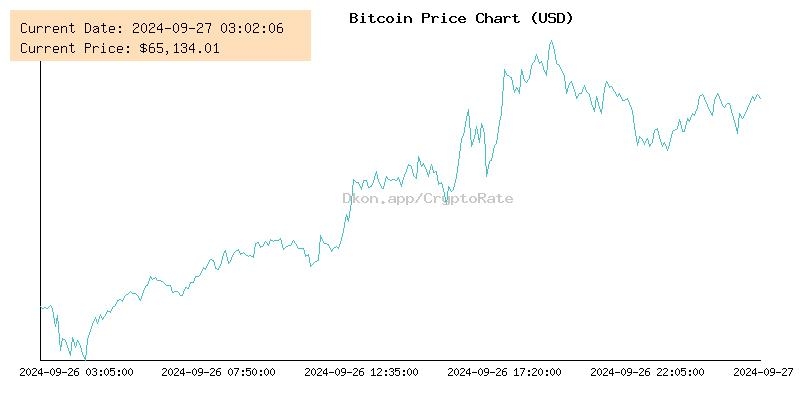 Bitcoin Price Chart (USD)
Current Date: 2024-09-27 03:02:06
Current Price: $65,134.01
Dkon.app/CryptoRate
2024-09-26 03:05:00 2024-09-26 07:50:00 2024-09-26 12:35:00 2024-09-26 17:20:00 2024-09-26 22:05:00 2024-09-27